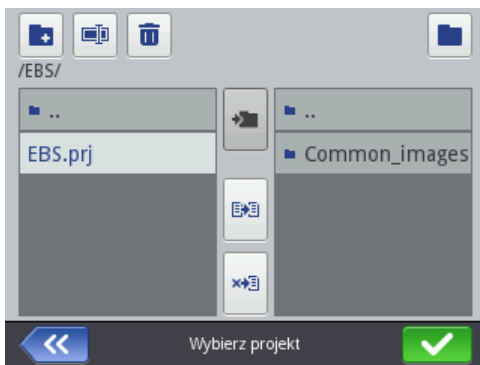 /EBS/
..
EBS.prj
..
Common_images
Wybierz projekt